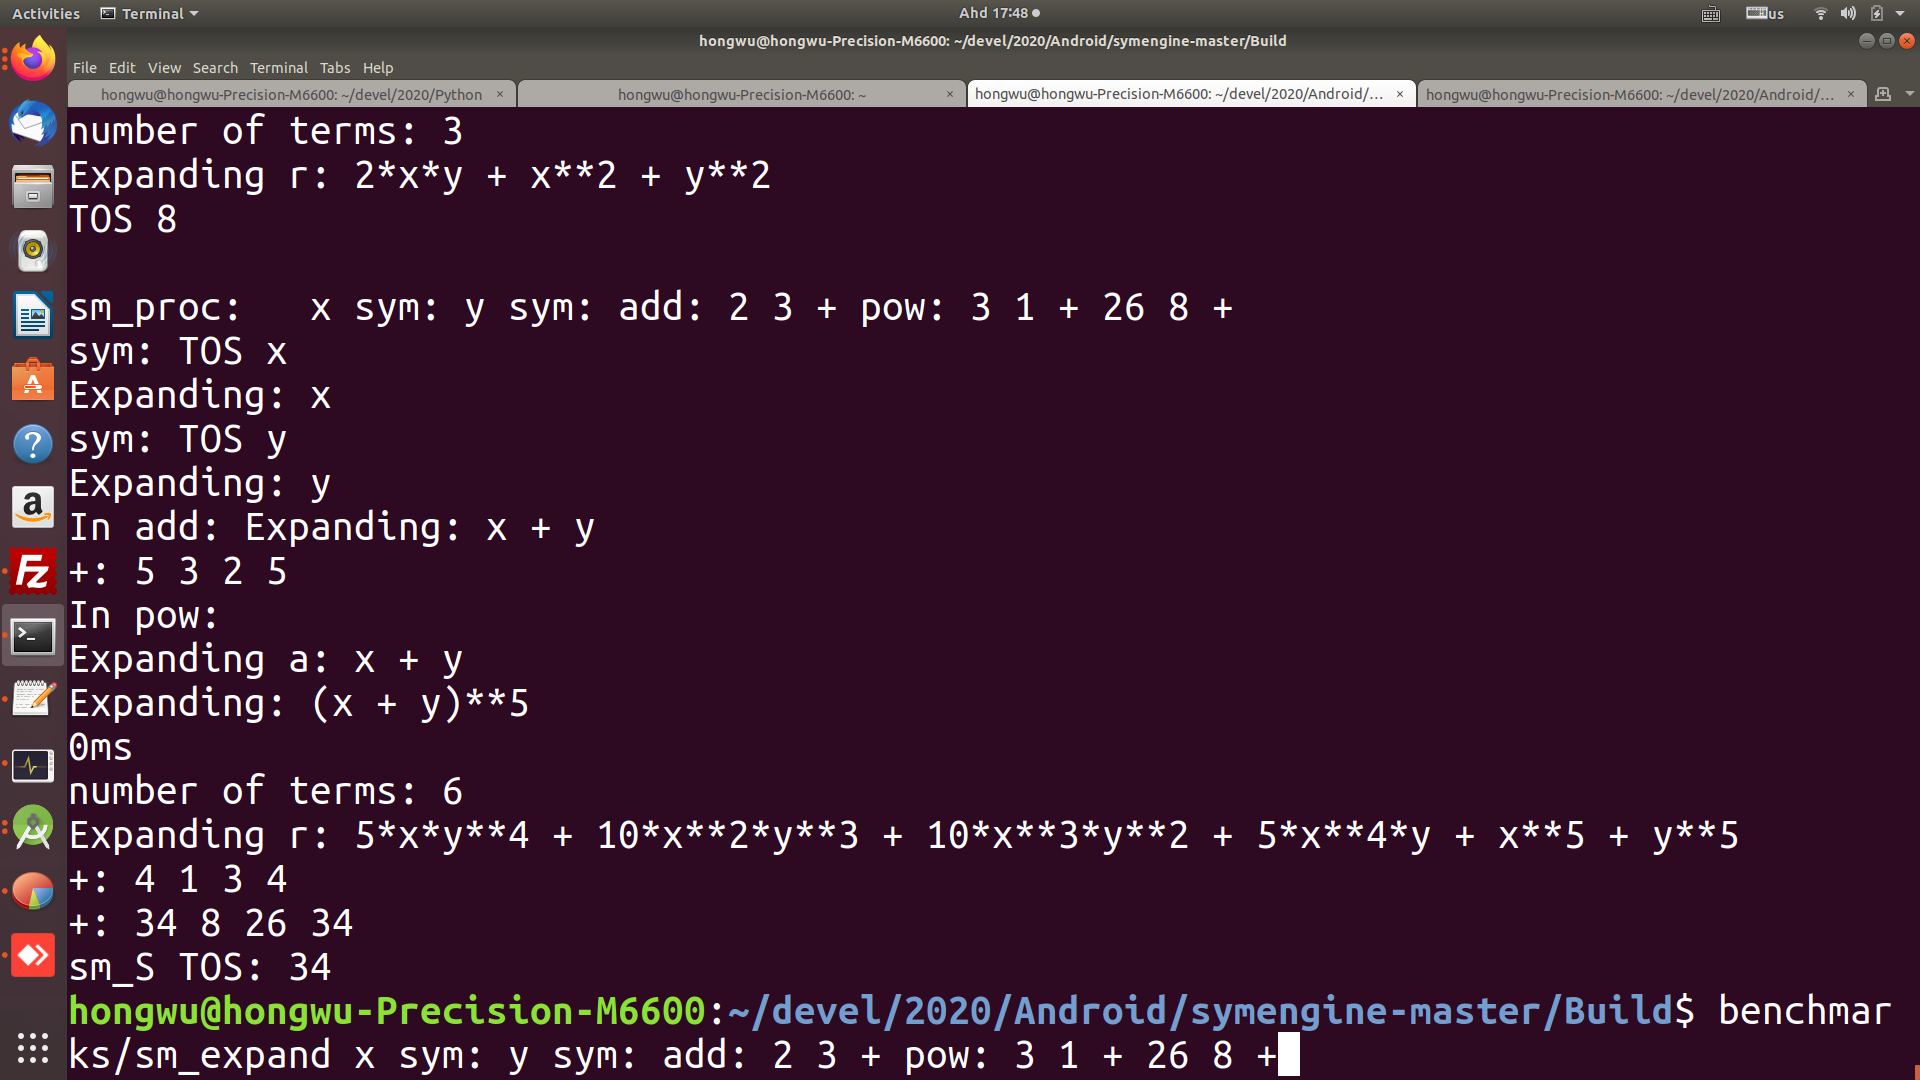 Activities Terminal Ahd 17:48 us
hongwu@hongwu-Precision-M6600: ~/devel/2020/Android/symengine-master/Build
File Edit View Search Terminal Tabs Help
hongwu@hongwu-Precision-M6600: ~/devel/2020/Python × hongwu@hongwu-Precision-M6600: ~ × hongwu@hongwu-Precision-M6600: ~/devel/2020/Android/... × hongwu@hongwu-Precision-M6600: ~/devel/2020/Android/... ×
number of terms: 3
Expanding r: 2*x*y + x**2 + y**2
TOS 8
sm_proc:   x sym: y sym: add: 2 3 + pow: 3 1 + 26 8 +
sym: TOS x
Expanding: x
sym: TOS y
Expanding: y
In add: Expanding: x + y
+: 5 3 2 5
In pow:
Expanding a: x + y
Expanding: (x + y)**5
0ms
number of terms: 6
Expanding r: 5*x*y**4 + 10*x**2*y**3 + 10*x**3*y**2 + 5*x**4*y + x**5 + y**5
+: 4 1 3 4
+: 34 8 26 34
sm_S TOS: 34
hongwu@hongwu-Precision-M6600:~/devel/2020/Android/symengine-master/Build$ benchmar
ks/sm_expand x sym: y sym: add: 2 3 + pow: 3 1 + 26 8 +